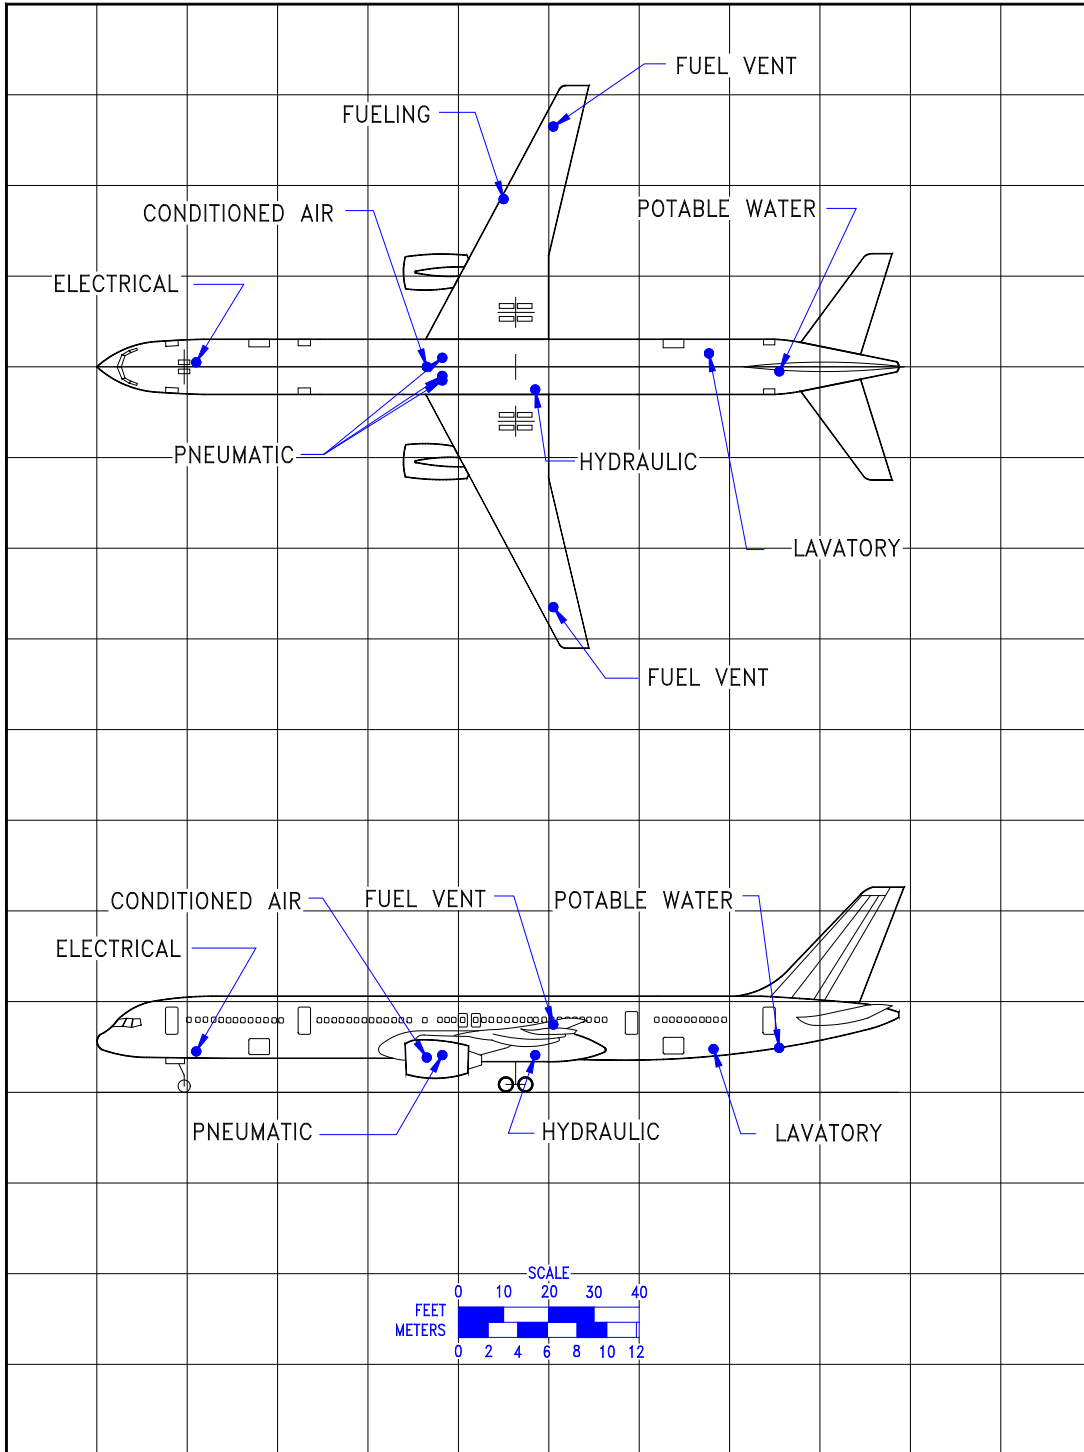 FUEL VENT
FUELING
CONDITIONED AIR
POTABLE WATER
ELECTRICAL
PNEUMATIC
HYDRAULIC
LAVATORY
FUEL VENT
CONDITIONED AIR
FUEL VENT
POTABLE WATER
ELECTRICAL
PNEUMATIC
HYDRAULIC
LAVATORY
SCALE
0 10 20 30 40
FEET
METERS
0 2 4 6 8 10 12